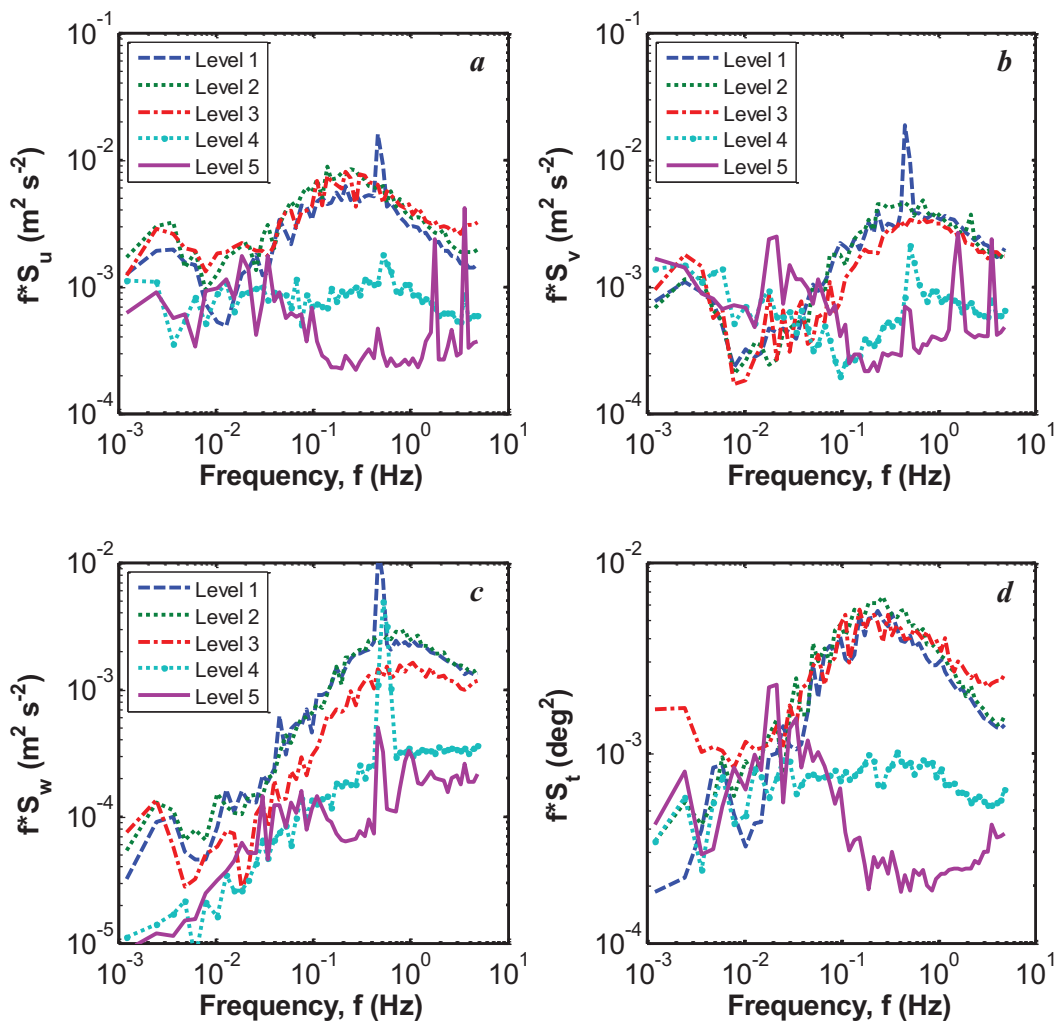 a
10^-1
10^-2
10^-3
10^-4
f*S_u (m^2 s^-2)
Level 1
Level 2
Level 3
Level 4
Level 5
10^-3 10^-2 10^-1 10^0 10^1
Frequency, f (Hz)
b
10^-1
10^-2
10^-3
10^-4
f*S_v (m^2 s^-2)
Level 1
Level 2
Level 3
Level 4
Level 5
10^-3 10^-2 10^-1 10^0 10^1
Frequency, f (Hz)
c
10^-2
10^-3
10^-4
10^-5
f*S_w (m^2 s^-2)
Level 1
Level 2
Level 3
Level 4
Level 5
10^-3 10^-2 10^-1 10^0 10^1
Frequency, f (Hz)
d
10^-2
10^-3
10^-4
f*S_t (deg^2)
10^-3 10^-2 10^-1 10^0 10^1
Frequency, f (Hz)